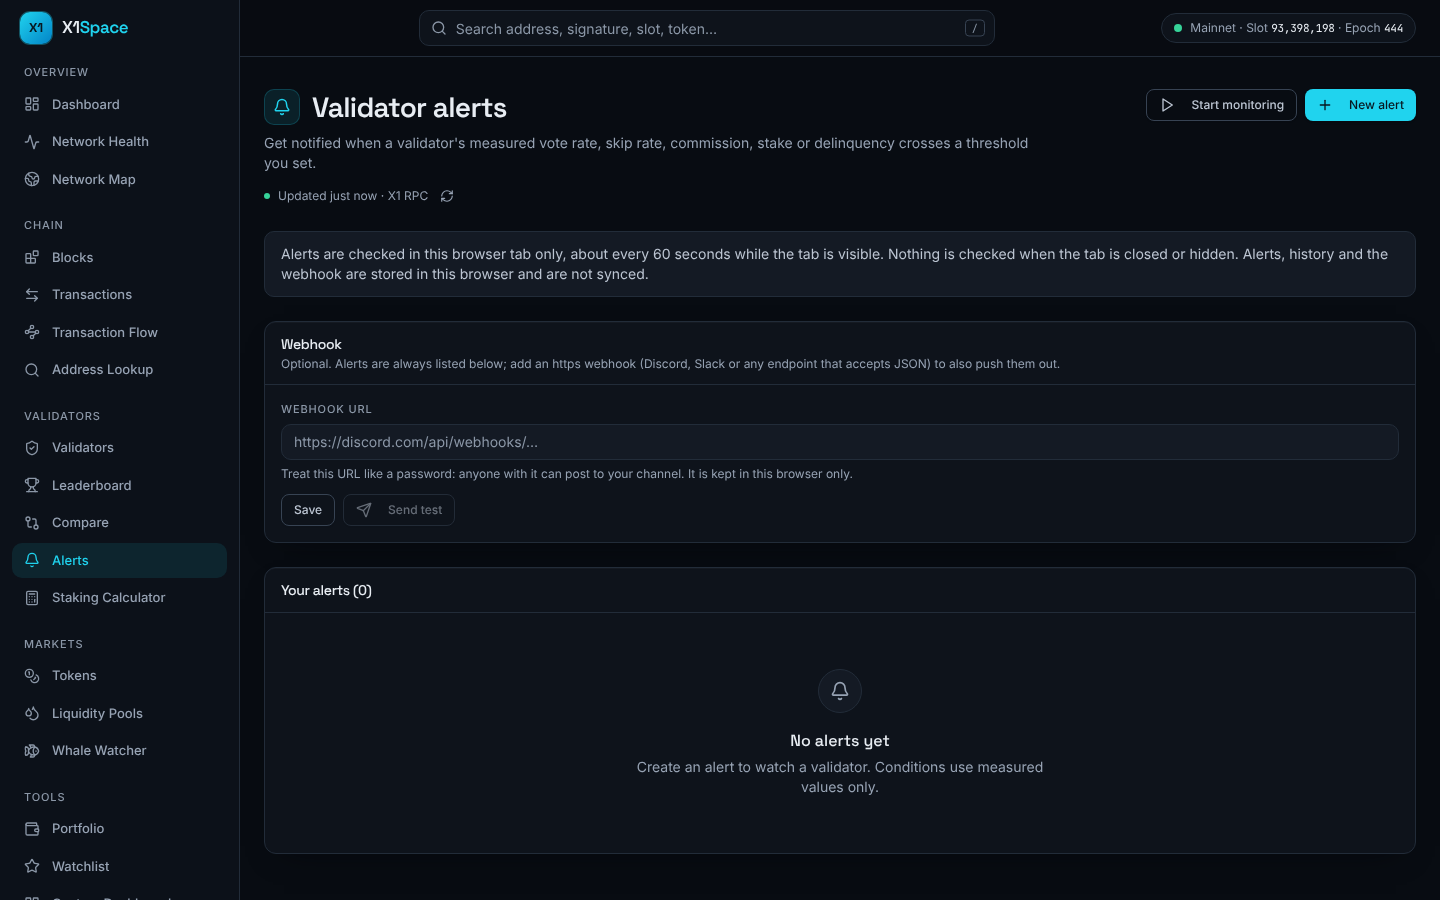 X1 X1Space
Search address, signature, slot, token...
/
Mainnet · Slot 93,398,198 · Epoch 444
OVERVIEW
Dashboard
Network Health
Network Map
CHAIN
Blocks
Transactions
Transaction Flow
Address Lookup
VALIDATORS
Validators
Leaderboard
Compare
Alerts
Staking Calculator
MARKETS
Tokens
Liquidity Pools
Whale Watcher
TOOLS
Portfolio
Watchlist
Validator alerts
Start monitoring
New alert
Get notified when a validator's measured vote rate, skip rate, commission, stake or delinquency crosses a threshold
you set.
Updated just now · X1 RPC
Alerts are checked in this browser tab only, about every 60 seconds while the tab is visible. Nothing is checked when the tab is closed or hidden. Alerts, history and the
webhook are stored in this browser and are not synced.
Webhook
Optional. Alerts are always listed below; add an https webhook (Discord, Slack or any endpoint that accepts JSON) to also push them out.
WEBHOOK URL
https://discord.com/api/webhooks/...
Treat this URL like a password: anyone with it can post to your channel. It is kept in this browser only.
Save
Send test
Your alerts (0)
No alerts yet
Create an alert to watch a validator. Conditions use measured
values only.